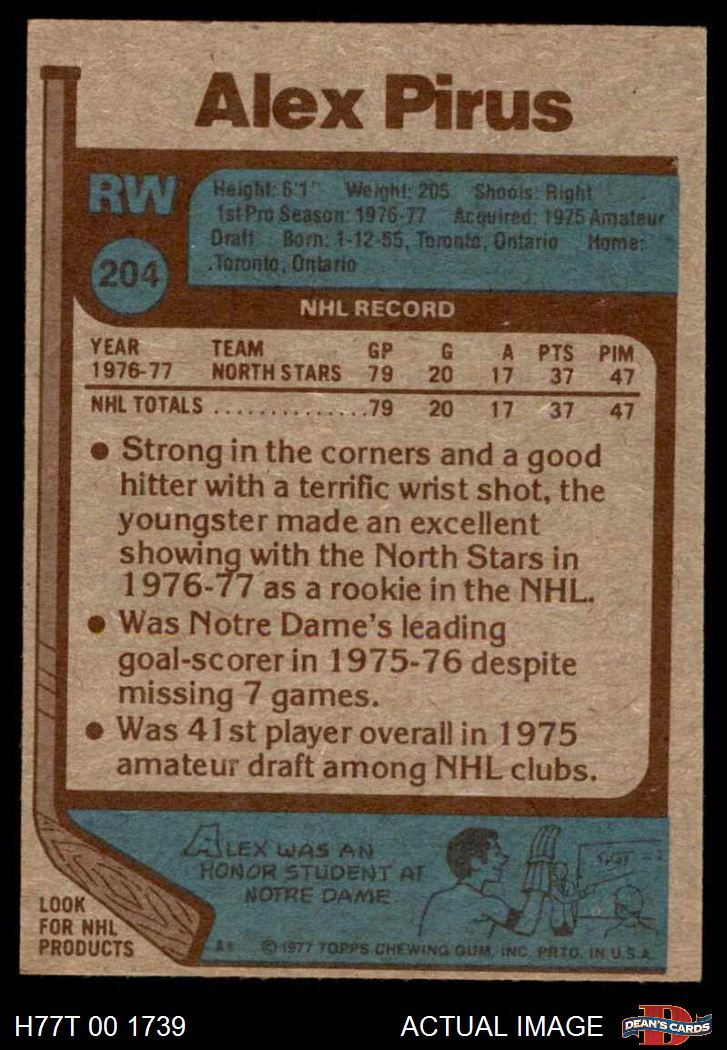 Alex Pirus
RW
204
Height: 6'1" Weight: 205 Shoots: Right
1st Pro Season: 1976-77 Acquired: 1975 Amateur
Draft Born: 1-12-55, Toronto, Ontario Home:
Toronto, Ontario
NHL RECORD
YEAR TEAM GP G A PTS PIM
1976-77 NORTH STARS 79 20 17 37 47
NHL TOTALS ..............79 20 17 37 47
● Strong in the corners and a good
hitter with a terrific wrist shot, the
youngster made an excellent
showing with the North Stars in
1976-77 as a rookie in the NHL.
● Was Notre Dame's leading
goal-scorer in 1975-76 despite
missing 7 games.
● Was 41st player overall in 1975
amateur draft among NHL clubs.
ALEX WAS AN
HONOR STUDENT AT
NOTRE DAME
LOOK
FOR NHL
PRODUCTS
© 1977 TOPPS CHEWING GUM, INC. PRTD. IN U.S.A.
H77T 00 1739
ACTUAL IMAGE
D
DEAN'S CARDS